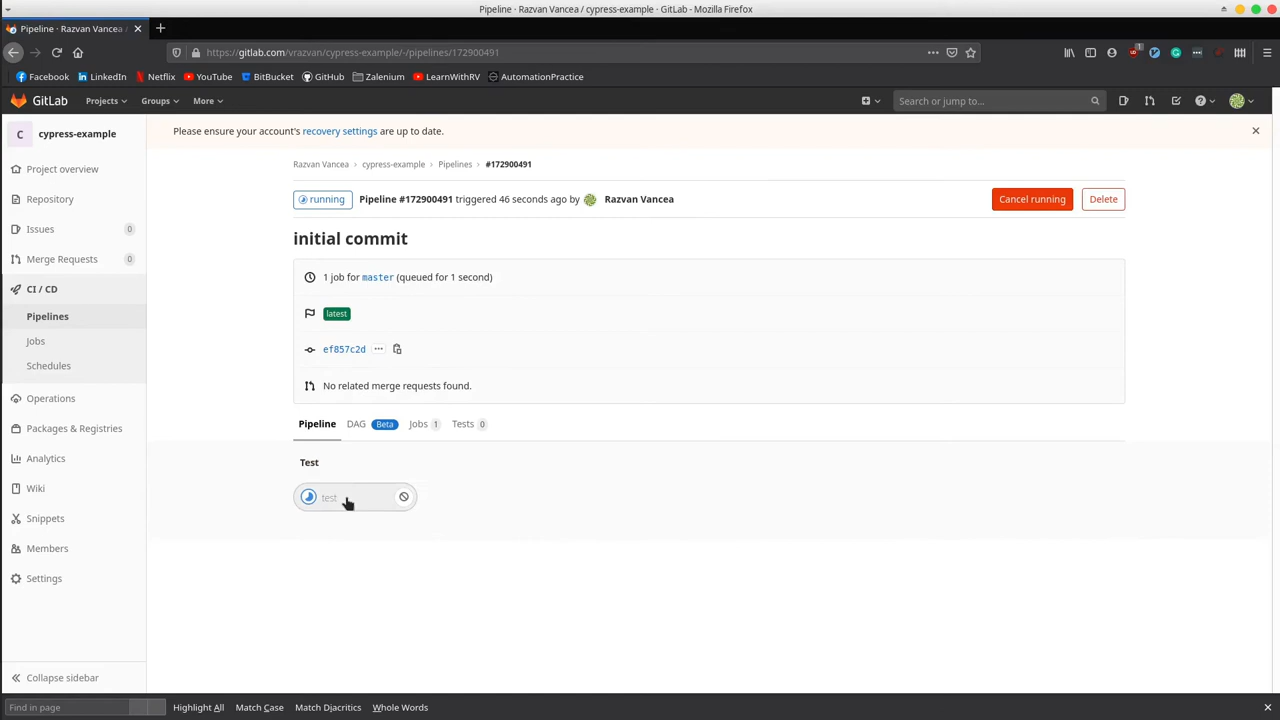 Pipeline · Razvan Vancea / cypress-example · GitLab - Mozilla Firefox
Pipeline · Razvan Vancea /
https://gitlab.com/vrazvan/cypress-example/-/pipelines/172900491
Facebook LinkedIn Netflix YouTube BitBucket GitHub Zalenium LearnWithRV AutomationPractice
GitLab Projects Groups More Search or jump to...
C cypress-example
Please ensure your account's recovery settings are up to date.
Razvan Vancea > cypress-example > Pipelines > #172900491
running Pipeline #172900491 triggered 46 seconds ago by Razvan Vancea Cancel running Delete
initial commit
1 job for master (queued for 1 second)
latest
ef857c2d
No related merge requests found.
Pipeline DAG Beta Jobs 1 Tests 0
Test
test
Project overview
Repository
Issues 0
Merge Requests 0
CI / CD
Pipelines
Jobs
Schedules
Operations
Packages & Registries
Analytics
Wiki
Snippets
Members
Settings
Collapse sidebar
Find in page Highlight All Match Case Match Diacritics Whole Words